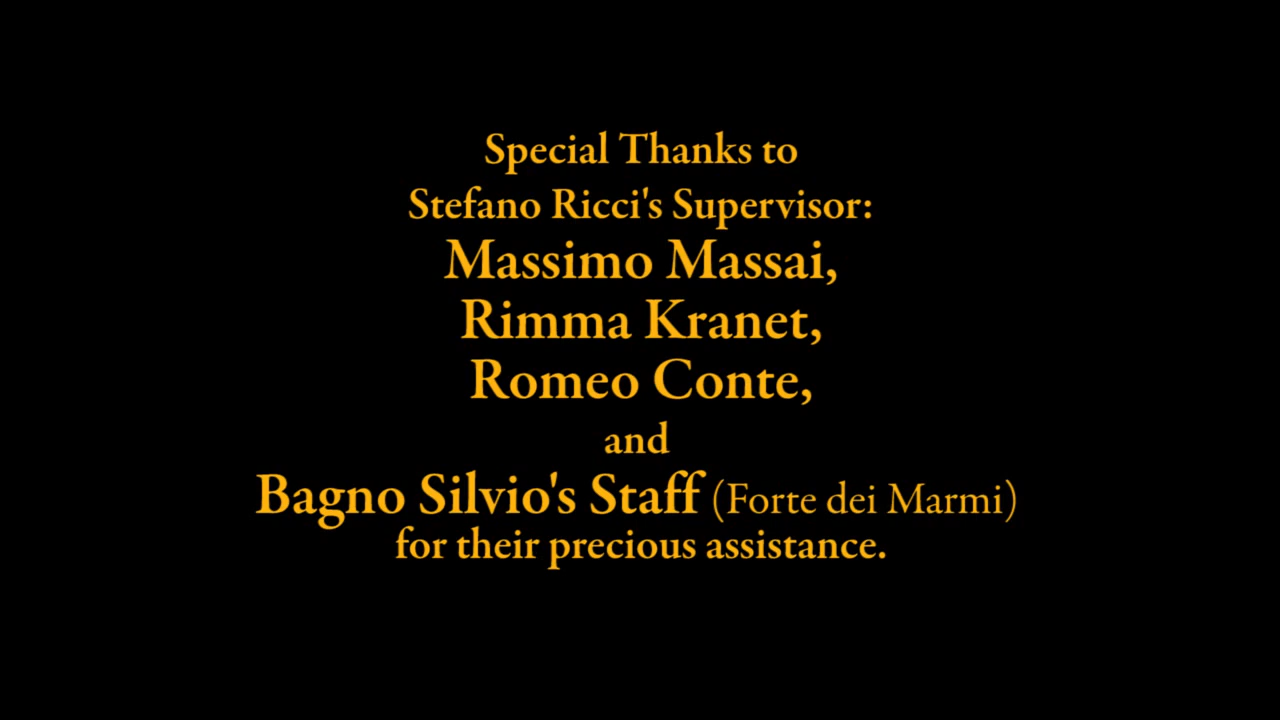 Special Thanks to
Stefano Ricci's Supervisor:
Massimo Massai,
Rimma Kranet,
Romeo Conte,
and
Bagno Silvio's Staff (Forte dei Marmi)
for their precious assistance.